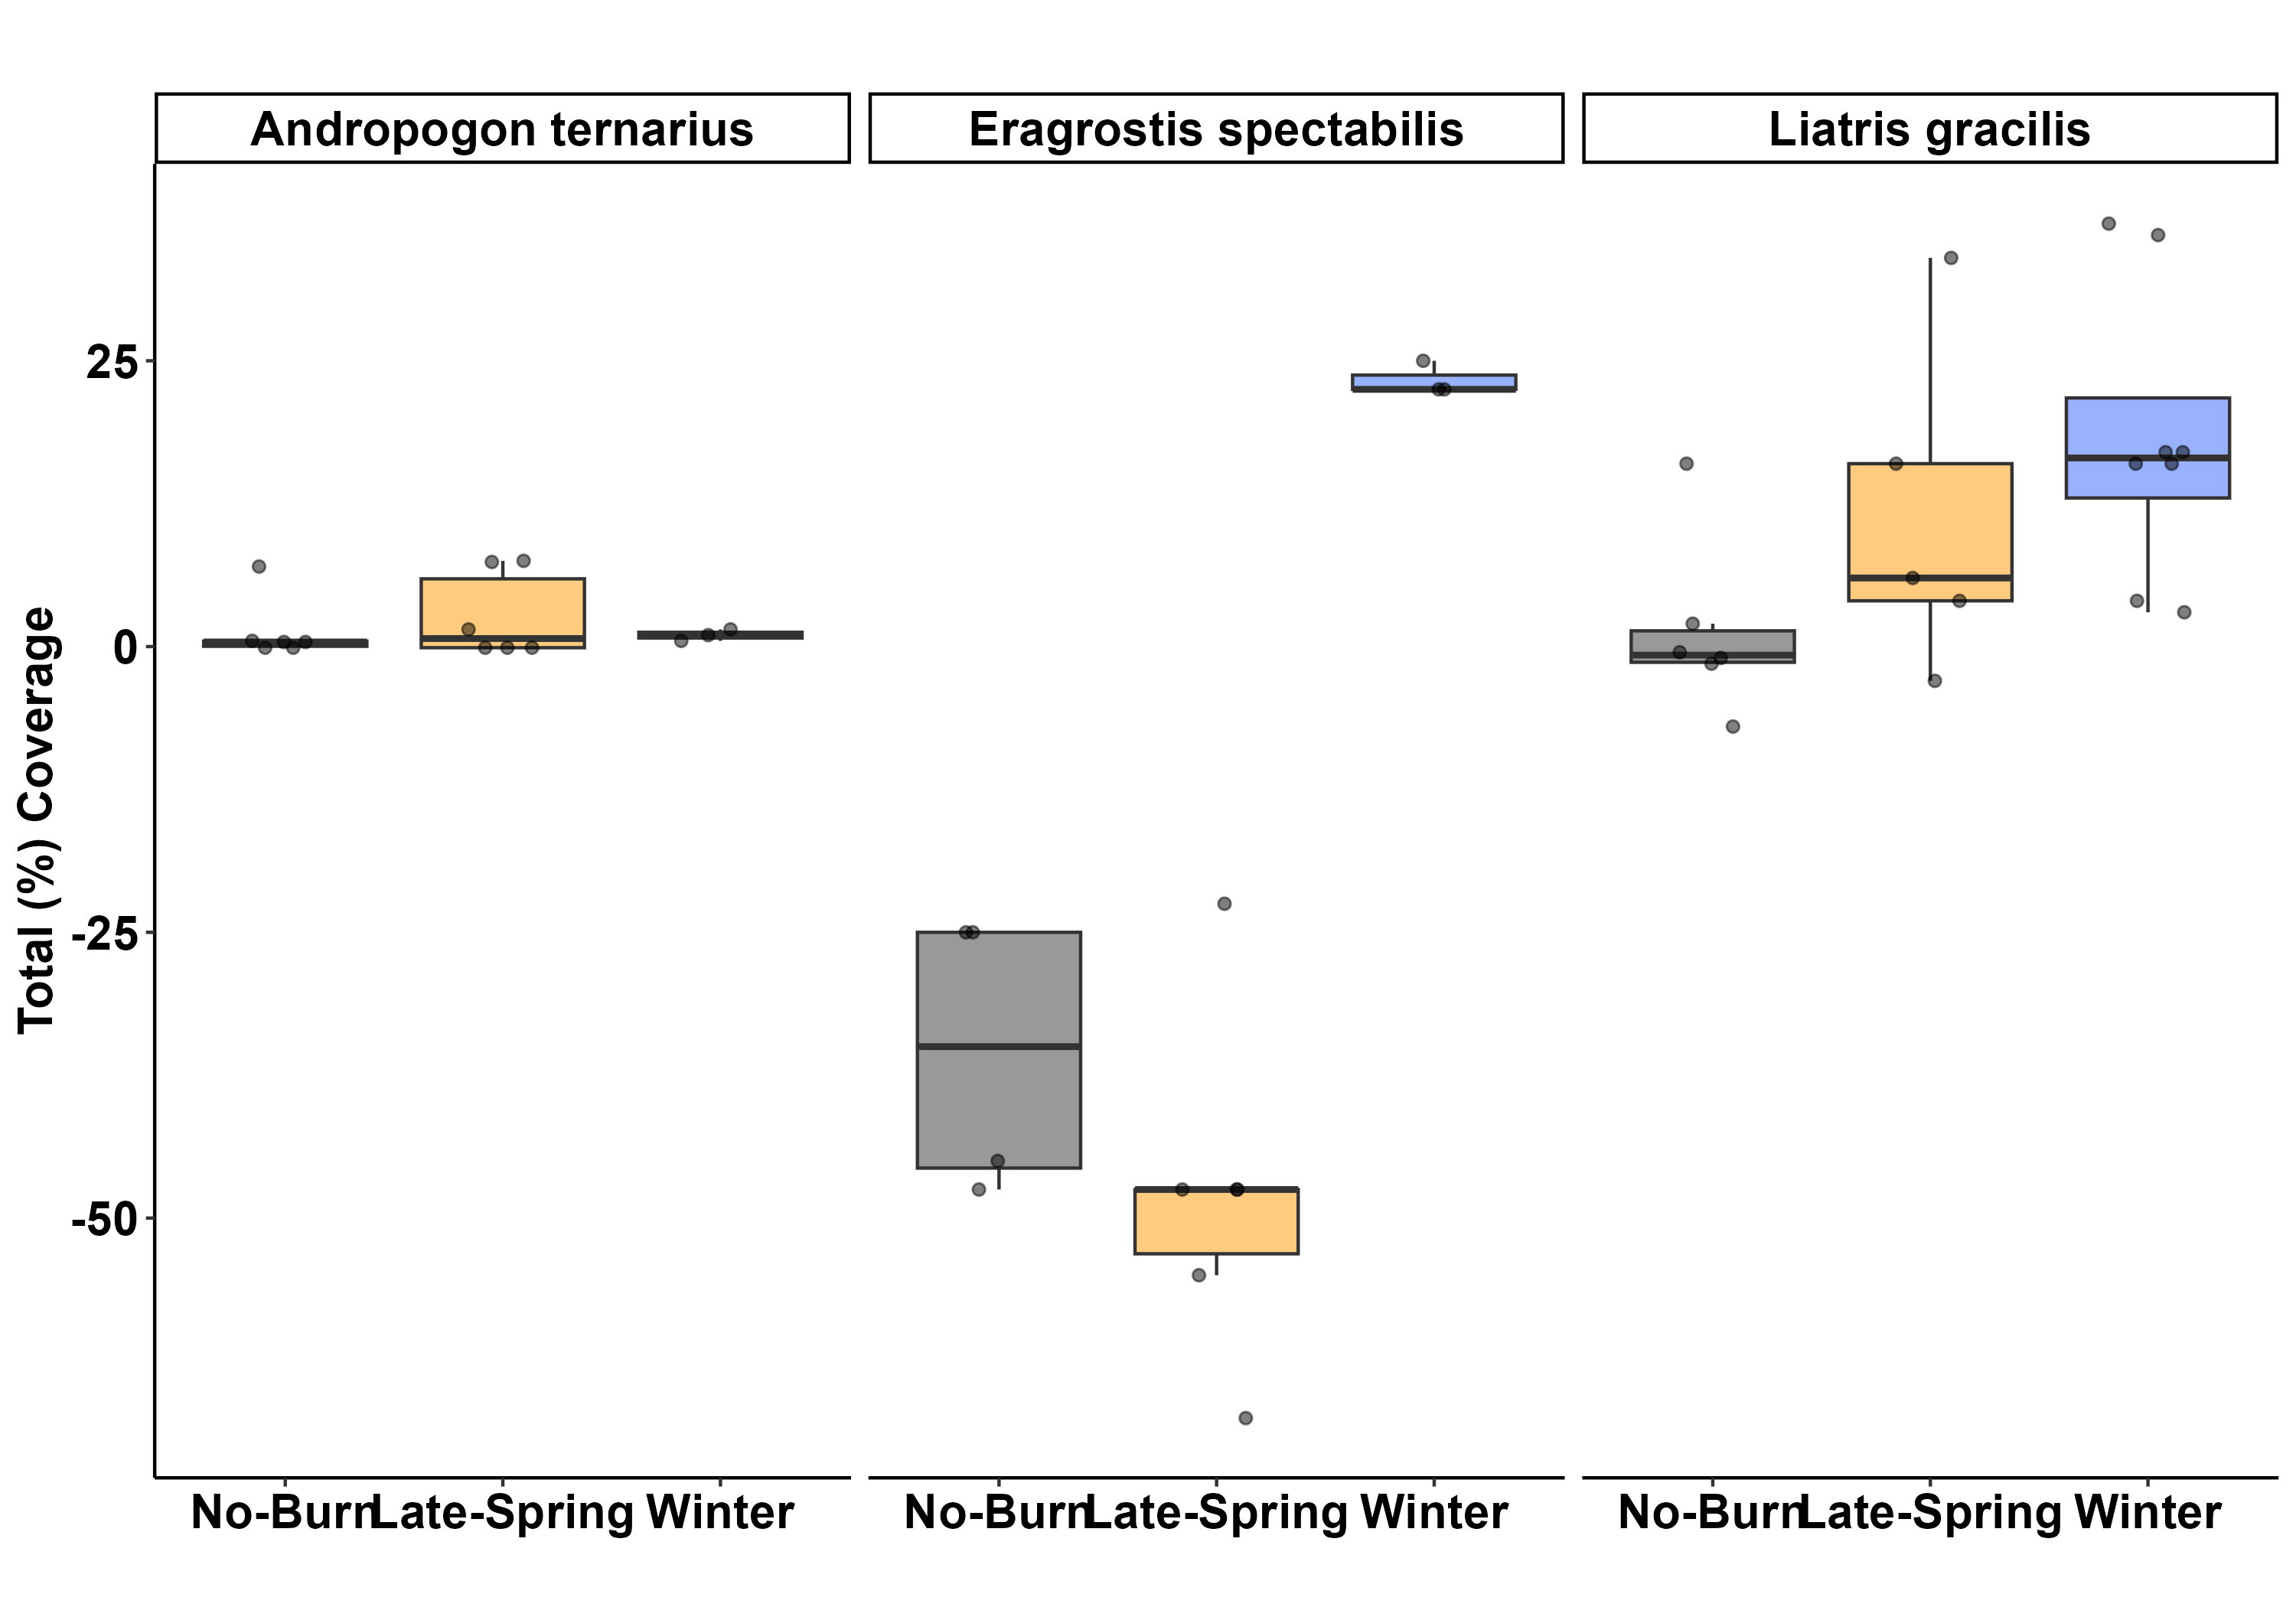 Andropogon ternarius
Eragrostis spectabilis
Liatris gracilis
Total (%) Coverage
25
0
-25
-50
No-Burn Late-Spring Winter
No-Burn Late-Spring Winter
No-Burn Late-Spring Winter